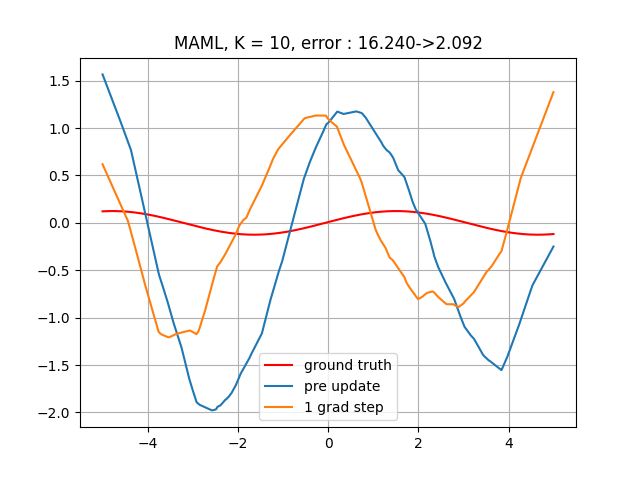 MAML, K = 10, error : 16.240->2.092
1.5
1.0
0.5
0.0
−0.5
−1.0
−1.5
−2.0
ground truth
pre update
1 grad step
−4 −2 0 2 4